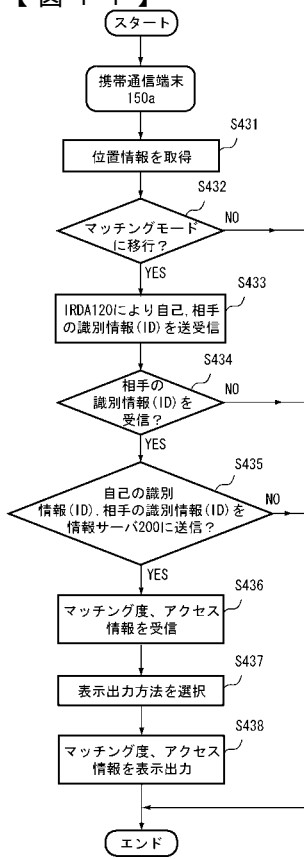 スタート
携帯通信端末
150a
S431
位置情報を取得
S432
マッチングモード
に移行?
NO
YES
S433
IRDA120により自己,相手
の識別情報(ID)を送受信
S434
相手の
識別情報(ID)を
受信?
NO
YES
S435
自己の識別
情報(ID),相手の識別情報(ID)を
情報サーバ200に送信?
NO
YES
S436
マッチング度、アクセス
情報を受信
S437
表示出力方法を選択
S438
マッチング度、アクセス
情報を表示出力
エンド